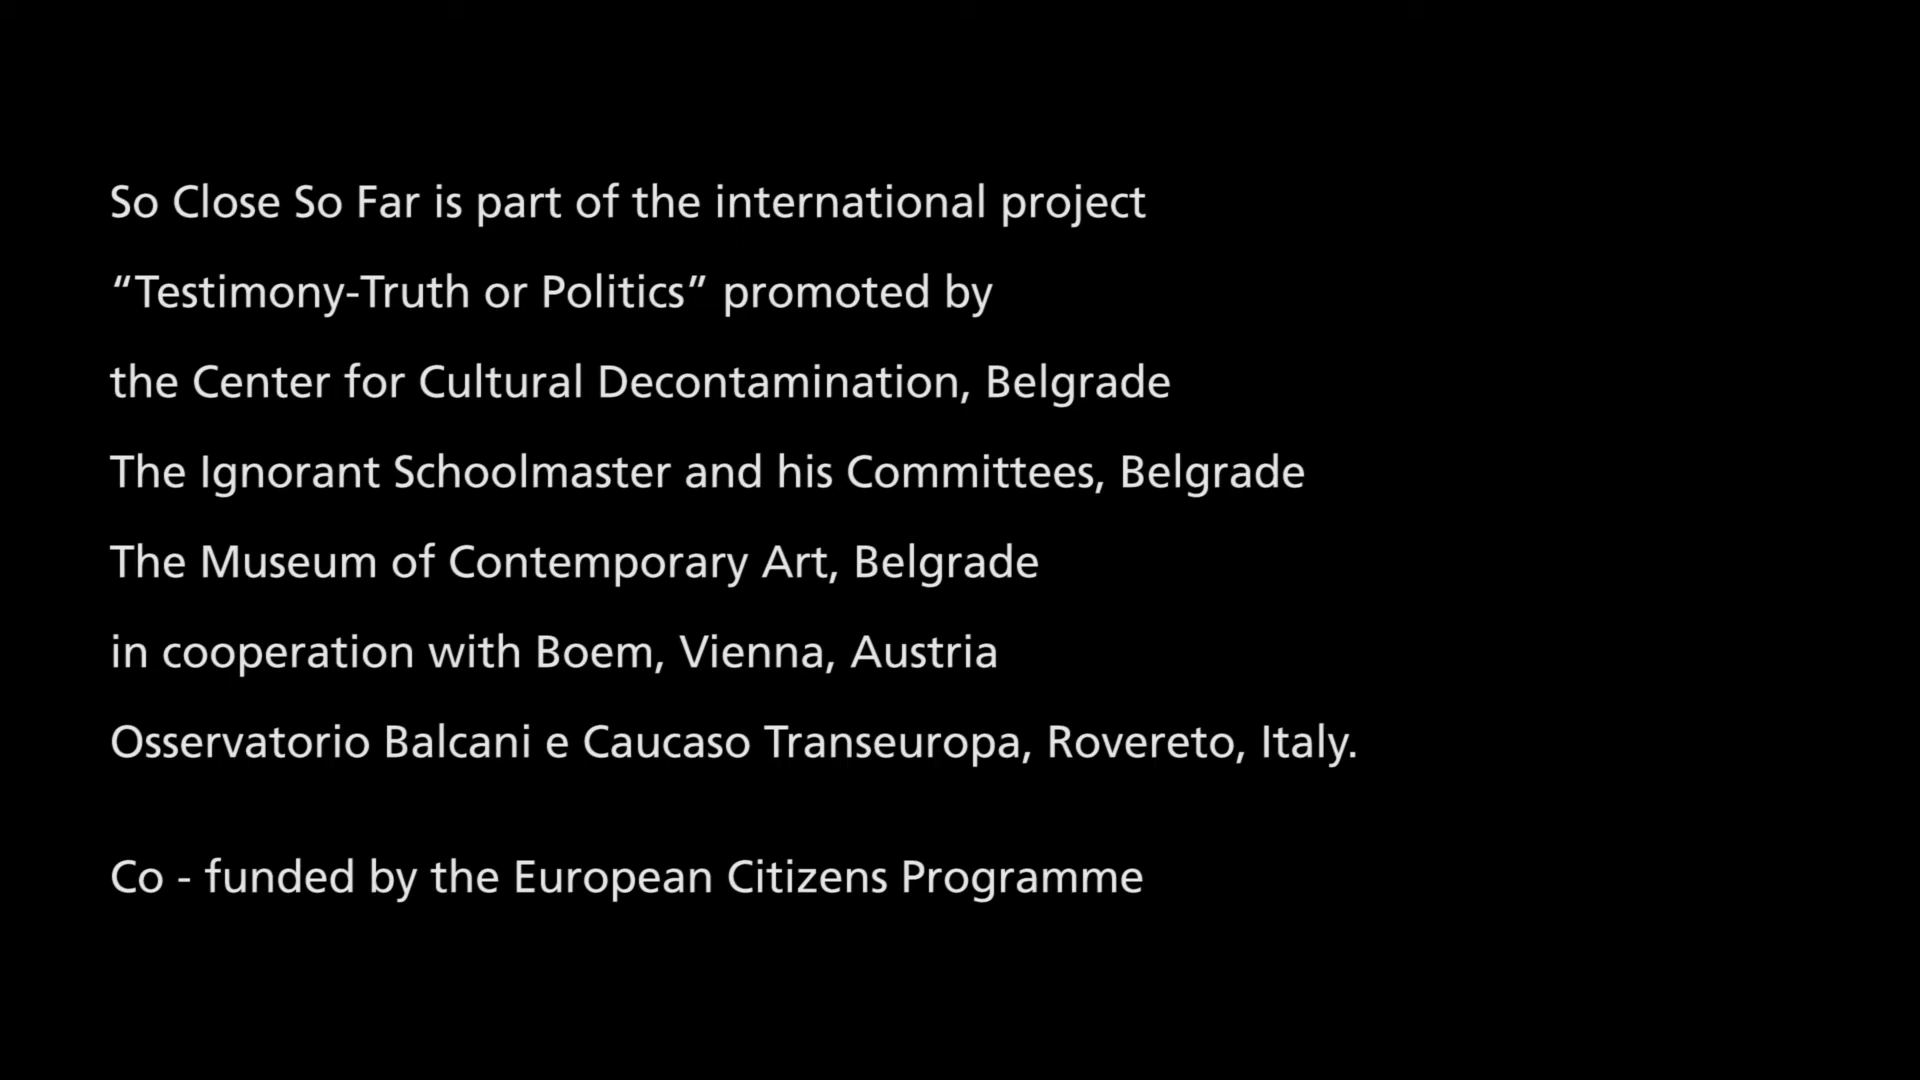 So Close So Far is part of the international project
“Testimony-Truth or Politics” promoted by
the Center for Cultural Decontamination, Belgrade
The Ignorant Schoolmaster and his Committees, Belgrade
The Museum of Contemporary Art, Belgrade
in cooperation with Boem, Vienna, Austria
Osservatorio Balcani e Caucaso Transeuropa, Rovereto, Italy.
Co - funded by the European Citizens Programme